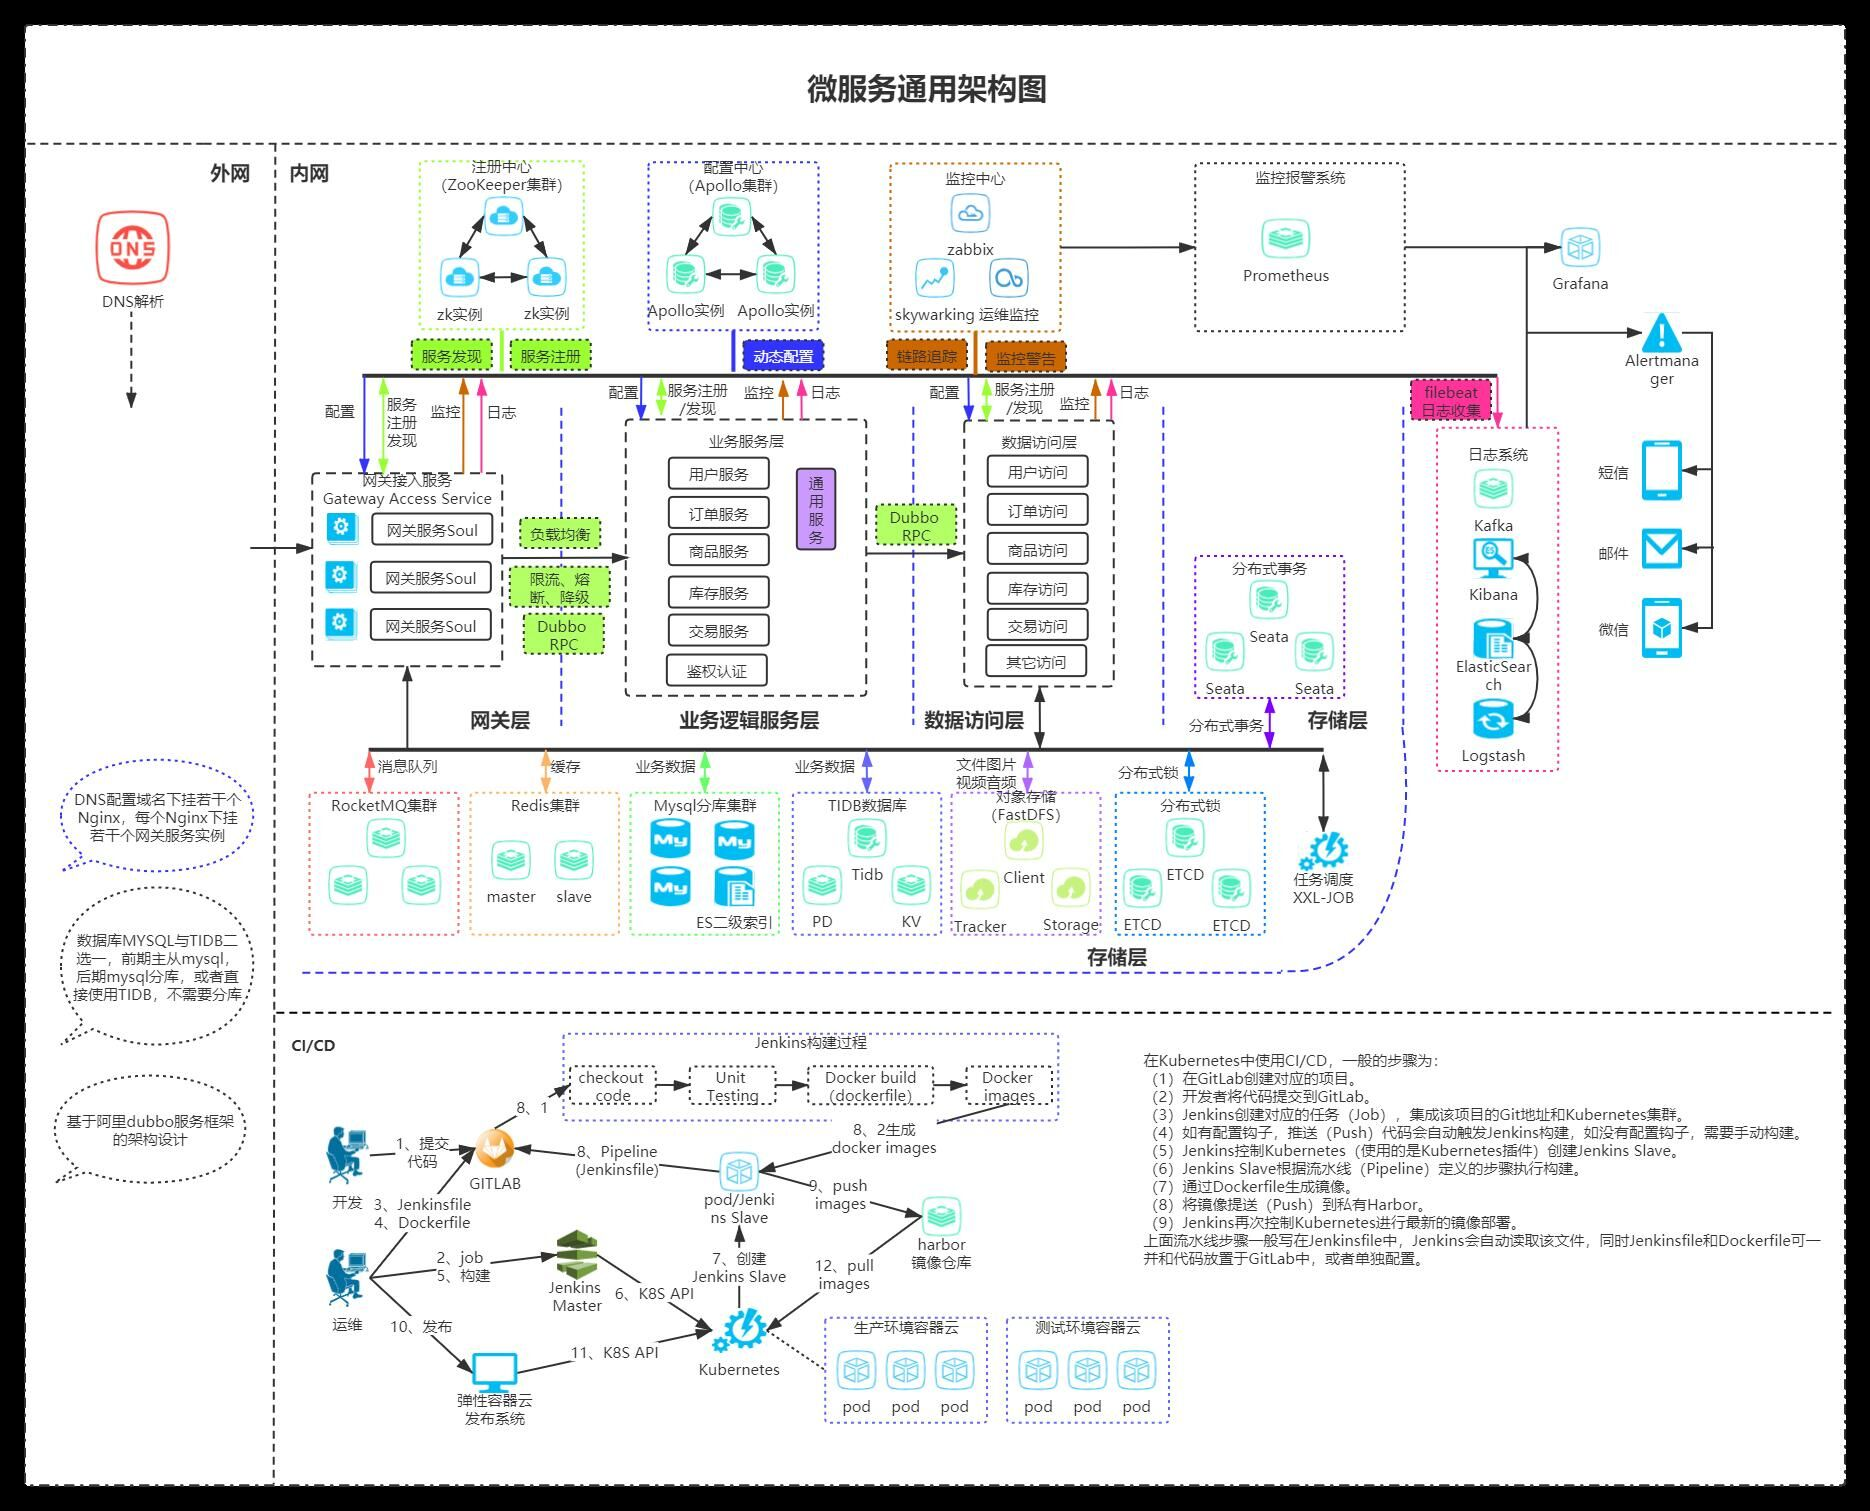 微服务通用架构图
外网
内网
DNS
DNS解析
注册中心
（ZooKeeper集群）
zk实例
zk实例
服务发现
服务注册
配置中心
（Apollo集群）
Apollo实例
Apollo实例
动态配置
监控中心
zabbix
skywarking
运维监控
链路追踪
监控警告
监控报警系统
Prometheus
Grafana
Alertmana
ger
短信
邮件
微信
配置
服务
注册
发现
监控
日志
配置
服务注册
/发现
监控
日志
配置
服务注册
/发现
监控
日志
filebeat
日志收集
网关接入服务
Gateway Access Service
网关服务Soul
网关服务Soul
网关服务Soul
负载均衡
限流、熔
断、降级
Dubbo
RPC
业务服务层
用户服务
订单服务
商品服务
库存服务
交易服务
鉴权认证
通
用
服
务
Dubbo
RPC
数据访问层
用户访问
订单访问
商品访问
库存访问
交易访问
其它访问
分布式事务
Seata
Seata
Seata
分布式事务
日志系统
Kafka
Kibana
ElasticSear
ch
Logstash
网关层
业务逻辑服务层
数据访问层
存储层
消息队列
缓存
业务数据
业务数据
文件图片
视频音频
分布式锁
RocketMQ集群
Redis集群
master
slave
Mysql分库集群
My
My
My
ES二级索引
TIDB数据库
Tidb
PD
KV
对象存储
（FastDFS）
Client
Tracker
Storage
分布式锁
ETCD
ETCD
ETCD
任务调度
XXL-JOB
存储层
DNS配置域名下挂若干个
Nginx，每个Nginx下挂
若干个网关服务实例
数据库MYSQL与TIDB二
选一，前期主从mysql，
后期mysql分库，或者直
接使用TIDB，不需要分库
基于阿里dubbo服务框架
的架构设计
CI/CD
Jenkins构建过程
checkout
code
Unit
Testing
Docker build
（dockerfile）
Docker
images
8、1
8、2生成
docker images
开发
1、提交
代码
GITLAB
8、Pipeline
(Jenkinsfile)
pod/Jenki
ns Slave
9、push
images
harbor
镜像仓库
3、Jenkinsfile
4、Dockerfile
运维
2、job
5、构建
Jenkins
Master
6、K8S API
7、创建
Jenkins Slave
12、pull
images
10、发布
11、K8S API
Kubernetes
弹性容器云
发布系统
生产环境容器云
pod
pod
pod
测试环境容器云
pod
pod
pod
在Kubernetes中使用CI/CD，一般的步骤为：
（1）在GitLab创建对应的项目。
（2）开发者将代码提交到GitLab。
（3）Jenkins创建对应的任务（Job），集成该项目的Git地址和Kubernetes集群。
（4）如有配置钩子，推送（Push）代码会自动触发Jenkins构建，如没有配置钩子，需要手动构建。
（5）Jenkins控制Kubernetes（使用的是Kubernetes插件）创建Jenkins Slave。
（6）Jenkins Slave根据流水线（Pipeline）定义的步骤执行构建。
（7）通过Dockerfile生成镜像。
（8）将镜像提送（Push）到私有Harbor。
（9）Jenkins再次控制Kubernetes进行最新的镜像部署。
上面流水线步骤一般写在Jenkinsfile中，Jenkins会自动读取该文件，同时Jenkinsfile和Dockerfile可一
并和代码放置于GitLab中，或者单独配置。